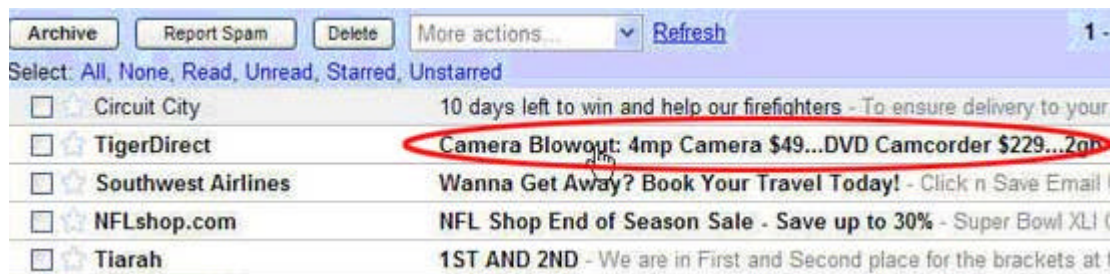 Archive Report Spam Delete More actions... Refresh 1 -
Select: All, None, Read, Unread, Starred, Unstarred
Circuit City 10 days left to win and help our firefighters - To ensure delivery to your
TigerDirect Camera Blowout: 4mp Camera $49...DVD Camcorder $229...2gb
Southwest Airlines Wanna Get Away? Book Your Travel Today! - Click n Save Email
NFLshop.com NFL Shop End of Season Sale - Save up to 30% - Super Bowl XLI
Tiarah 1ST AND 2ND - We are in First and Second place for the brackets at